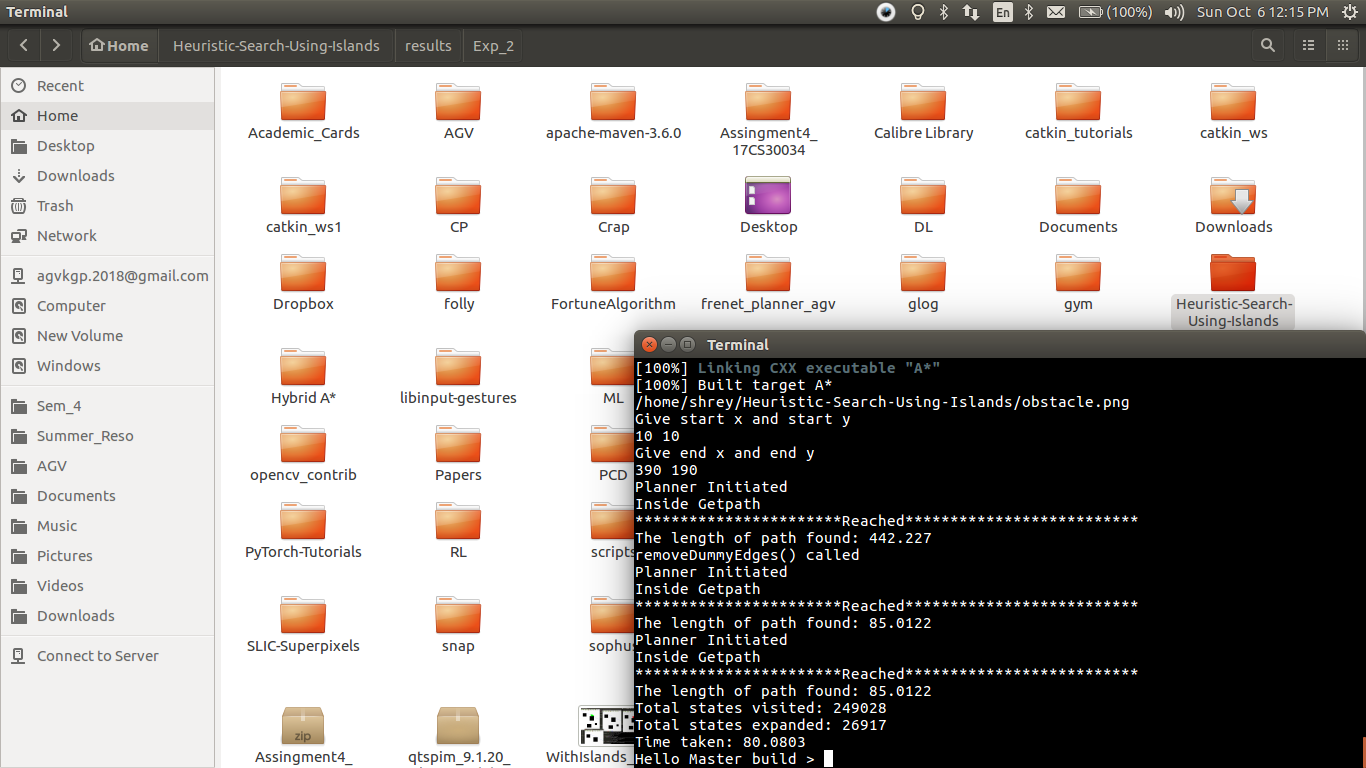 Terminal
En
(100%)
Sun Oct 6 12:15 PM
Home
Heuristic-Search-Using-Islands
results
Exp_2
Recent
Home
Desktop
Downloads
Trash
Network
agvkgp.2018@gmail.com
Computer
New Volume
Windows
Sem_4
Summer_Reso
AGV
Documents
Music
Pictures
Videos
Downloads
Connect to Server
Academic_Cards
AGV
apache-maven-3.6.0
Assingment4_
17CS30034
Calibre Library
catkin_tutorials
catkin_ws
catkin_ws1
CP
Crap
Desktop
DL
Documents
Downloads
Dropbox
folly
FortuneAlgorithm
frenet_planner_agv
glog
gym
Heuristic-Search-
Using-Islands
Hybrid A*
libinput-gestures
ML
opencv_contrib
Papers
PCD
PyTorch-Tutorials
RL
scripts
SLIC-Superpixels
snap
sophu
zip
Assingment4_
qtspim_9.1.20_
WithIslands_
Terminal
[100%] Linking CXX executable "A*"
[100%] Built target A*
/home/shrey/Heuristic-Search-Using-Islands/obstacle.png
Give start x and start y
10 10
Give end x and end y
390 190
Planner Initiated
Inside Getpath
***********************Reached**************************
The length of path found: 442.227
removeDummyEdges() called
Planner Initiated
Inside Getpath
***********************Reached**************************
The length of path found: 85.0122
Planner Initiated
Inside Getpath
***********************Reached**************************
The length of path found: 85.0122
Total states visited: 249028
Total states expanded: 26917
Time taken: 80.0803
Hello Master build >